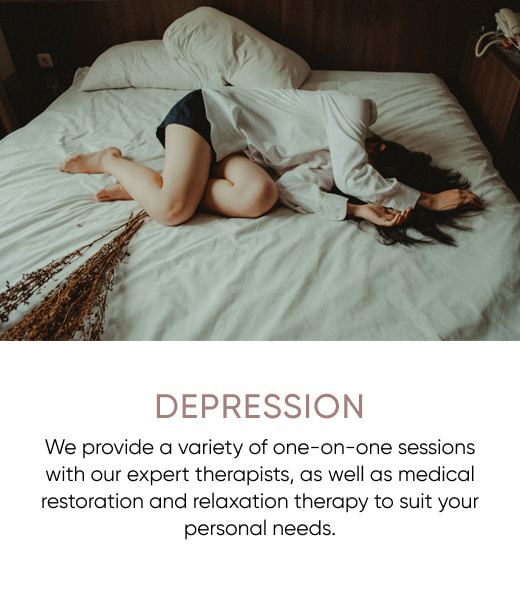 DEPRESSION
We provide a variety of one-on-one sessions
with our expert therapists, as well as medical
restoration and relaxation therapy to suit your
personal needs.